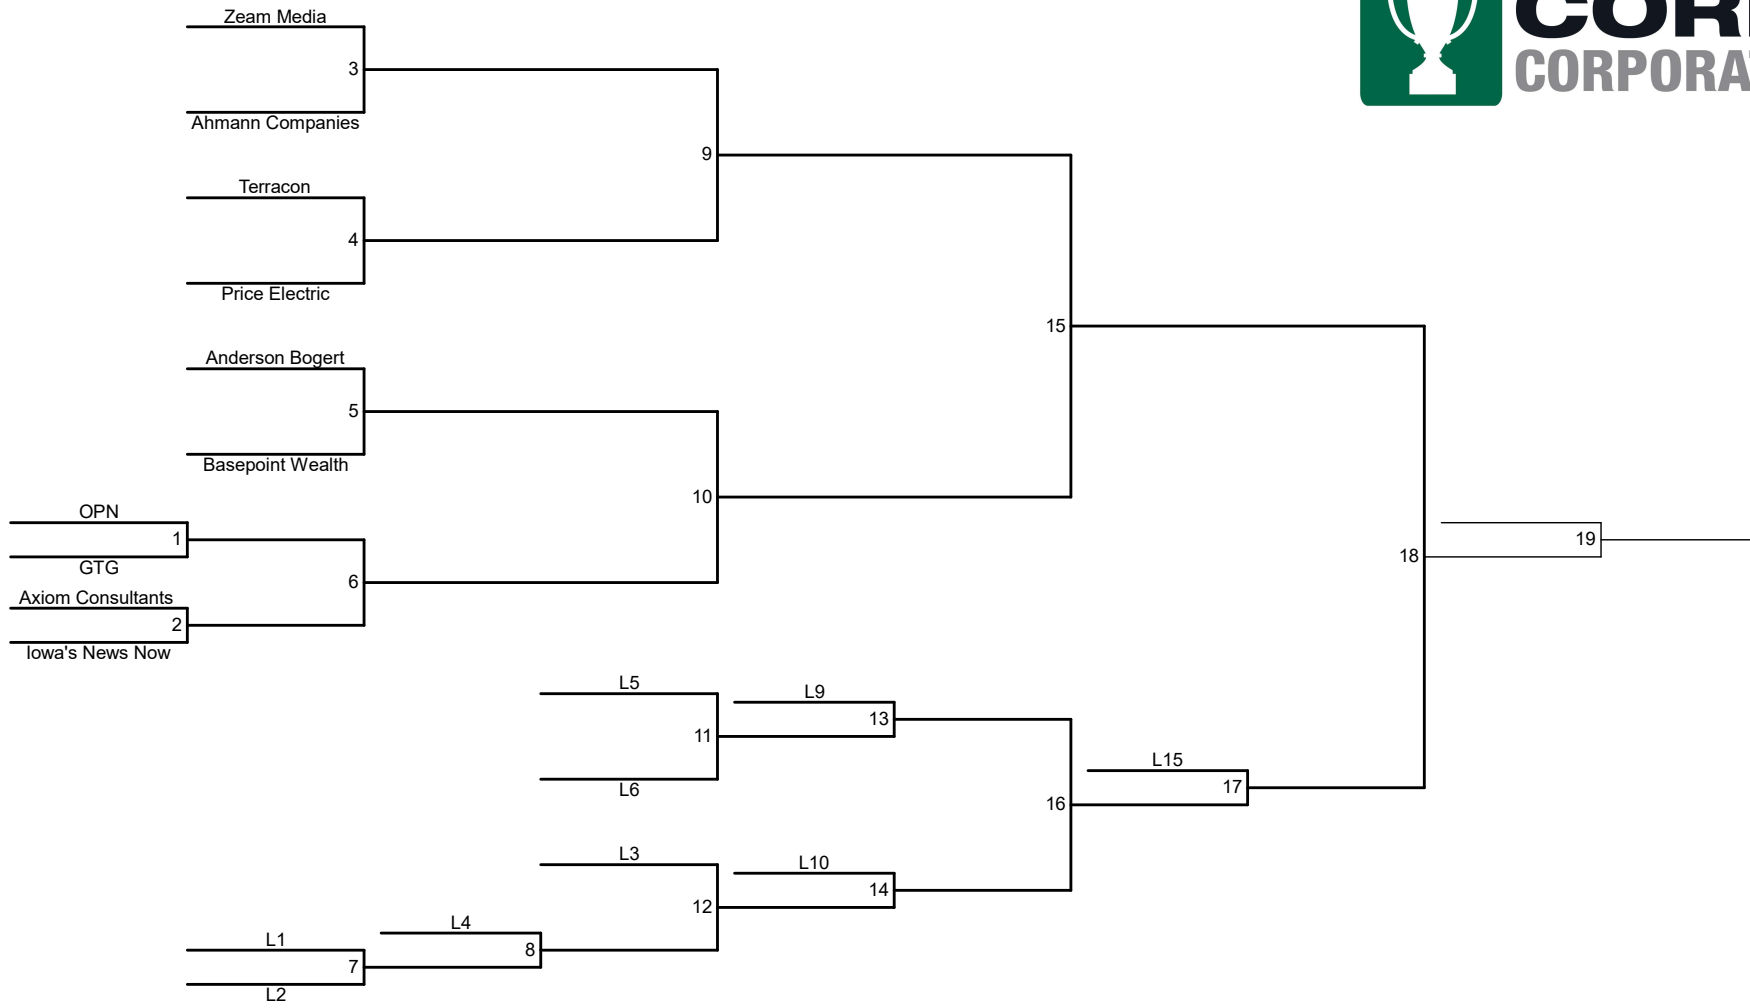 Zeam Media
3
Ahmann Companies
9
Terracon
4
Price Electric
15
Anderson Bogert
5
Basepoint Wealth
10
OPN
1
GTG
6
Axiom Consultants
2
Iowa's News Now
18
19
L5
L9
13
11
L6
L15
17
16
L3
L10
14
12
L4
8
L1
7
L2